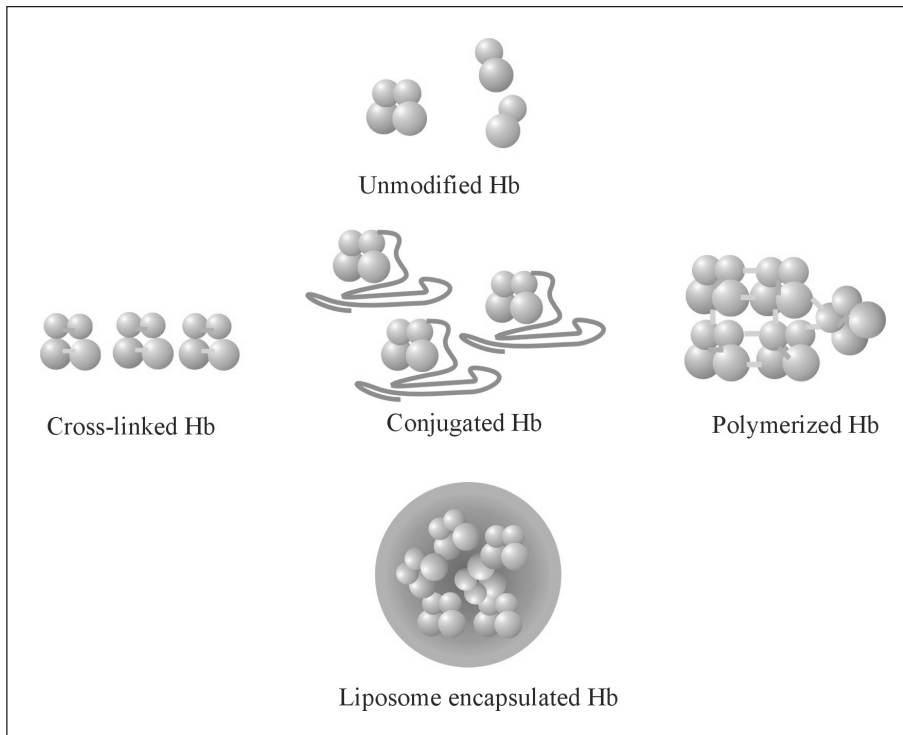 Unmodified Hb
Cross-linked Hb
Conjugated Hb
Polymerized Hb
Liposome encapsulated Hb